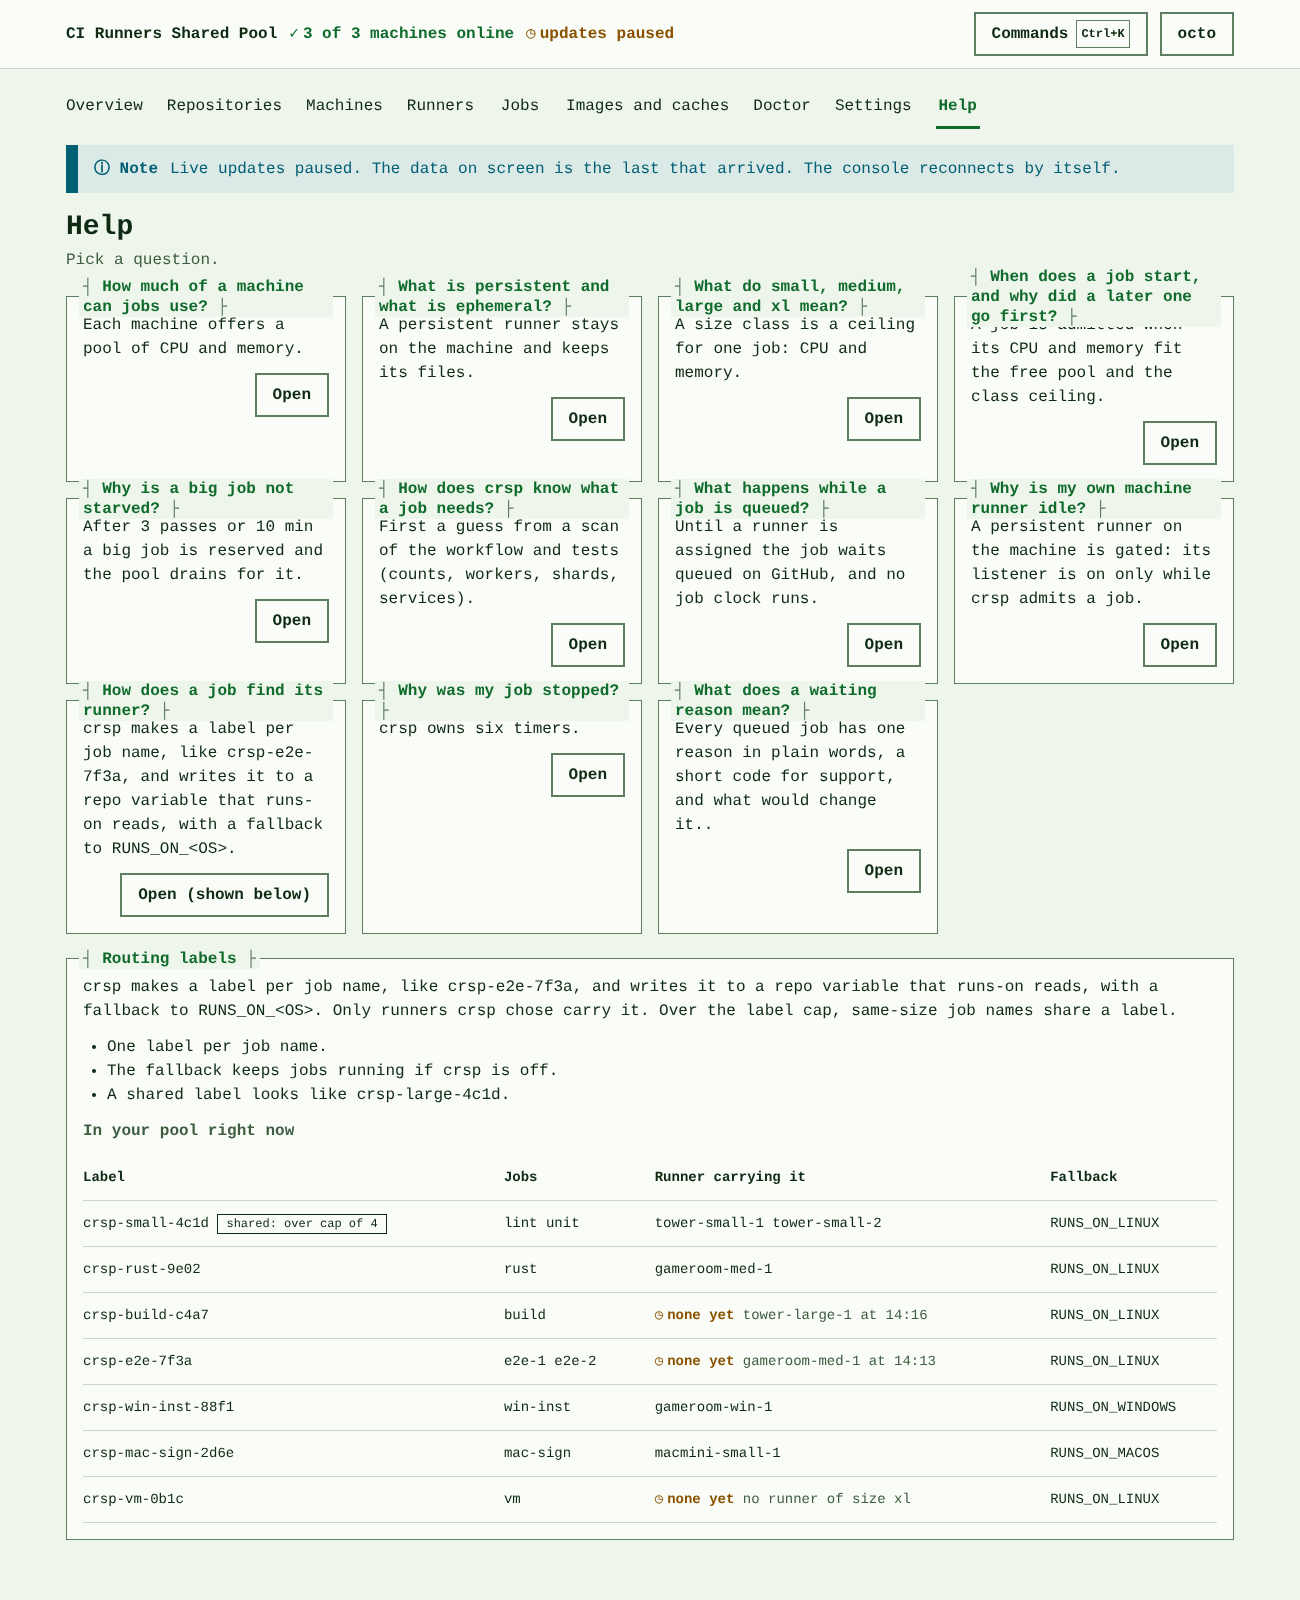 CI Runners Shared Pool ✓ 3 of 3 machines online ◷ updates paused Commands Ctrl+K octo
Overview Repositories Machines Runners Jobs Images and caches Doctor Settings Help
ⓘ Note Live updates paused. The data on screen is the last that arrived. The console reconnects by itself.
Help
Pick a question.
┤ How much of a machine
can jobs use? ├
Each machine offers a
pool of CPU and memory.
Open
┤ What is persistent and
what is ephemeral? ├
A persistent runner stays
on the machine and keeps
its files.
Open
┤ What do small, medium,
large and xl mean? ├
A size class is a ceiling
for one job: CPU and
memory.
Open
┤ When does a job start,
and why did a later one
go first? ├
A job is admitted when
its CPU and memory fit
the free pool and the
class ceiling.
Open
┤ Why is a big job not
starved? ├
After 3 passes or 10 min
a big job is reserved and
the pool drains for it.
Open
┤ How does crsp know what
a job needs? ├
First a guess from a scan
of the workflow and tests
(counts, workers, shards,
services).
Open
┤ What happens while a
job is queued? ├
Until a runner is
assigned the job waits
queued on GitHub, and no
job clock runs.
Open
┤ Why is my own machine
runner idle? ├
A persistent runner on
the machine is gated: its
listener is on only while
crsp admits a job.
Open
┤ How does a job find its
runner? ├
crsp makes a label per
job name, like crsp-e2e-
7f3a, and writes it to a
repo variable that runs-
on reads, with a fallback
to RUNS_ON_<OS>.
Open (shown below)
┤ Why was my job stopped?
├
crsp owns six timers.
Open
┤ What does a waiting
reason mean? ├
Every queued job has one
reason in plain words, a
short code for support,
and what would change
it..
Open
┤ Routing labels ├
crsp makes a label per job name, like crsp-e2e-7f3a, and writes it to a repo variable that runs-on reads, with a
fallback to RUNS_ON_<OS>. Only runners crsp chose carry it. Over the label cap, same-size job names share a label.
• One label per job name.
• The fallback keeps jobs running if crsp is off.
• A shared label looks like crsp-large-4c1d.
In your pool right now
Label Jobs Runner carrying it Fallback
crsp-small-4c1d shared: over cap of 4 lint unit tower-small-1 tower-small-2 RUNS_ON_LINUX
crsp-rust-9e02 rust gameroom-med-1 RUNS_ON_LINUX
crsp-build-c4a7 build ◷ none yet tower-large-1 at 14:16 RUNS_ON_LINUX
crsp-e2e-7f3a e2e-1 e2e-2 ◷ none yet gameroom-med-1 at 14:13 RUNS_ON_LINUX
crsp-win-inst-88f1 win-inst gameroom-win-1 RUNS_ON_WINDOWS
crsp-mac-sign-2d6e mac-sign macmini-small-1 RUNS_ON_MACOS
crsp-vm-0b1c vm ◷ none yet no runner of size xl RUNS_ON_LINUX